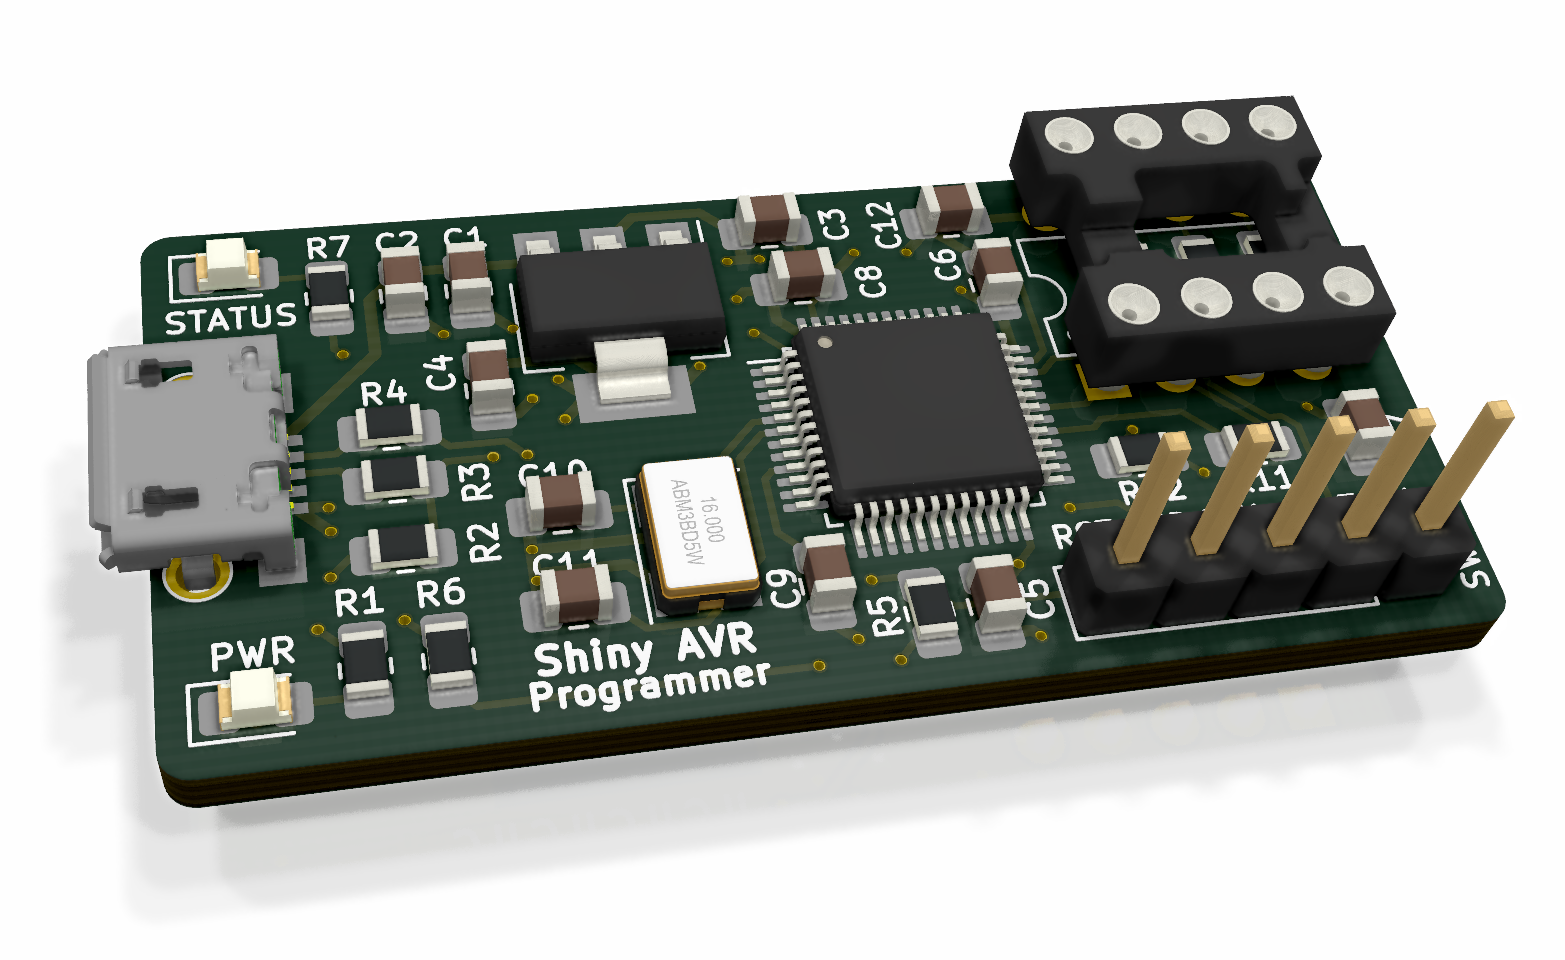 R7
C2
C1
STATUS
C3
C12
C8
C6
C4
R4
R3
R2
C10
C11
16.000
ABM3BD5W
C9
R5
C5
R1
R6
PWR
Shiny AVR
Programmer